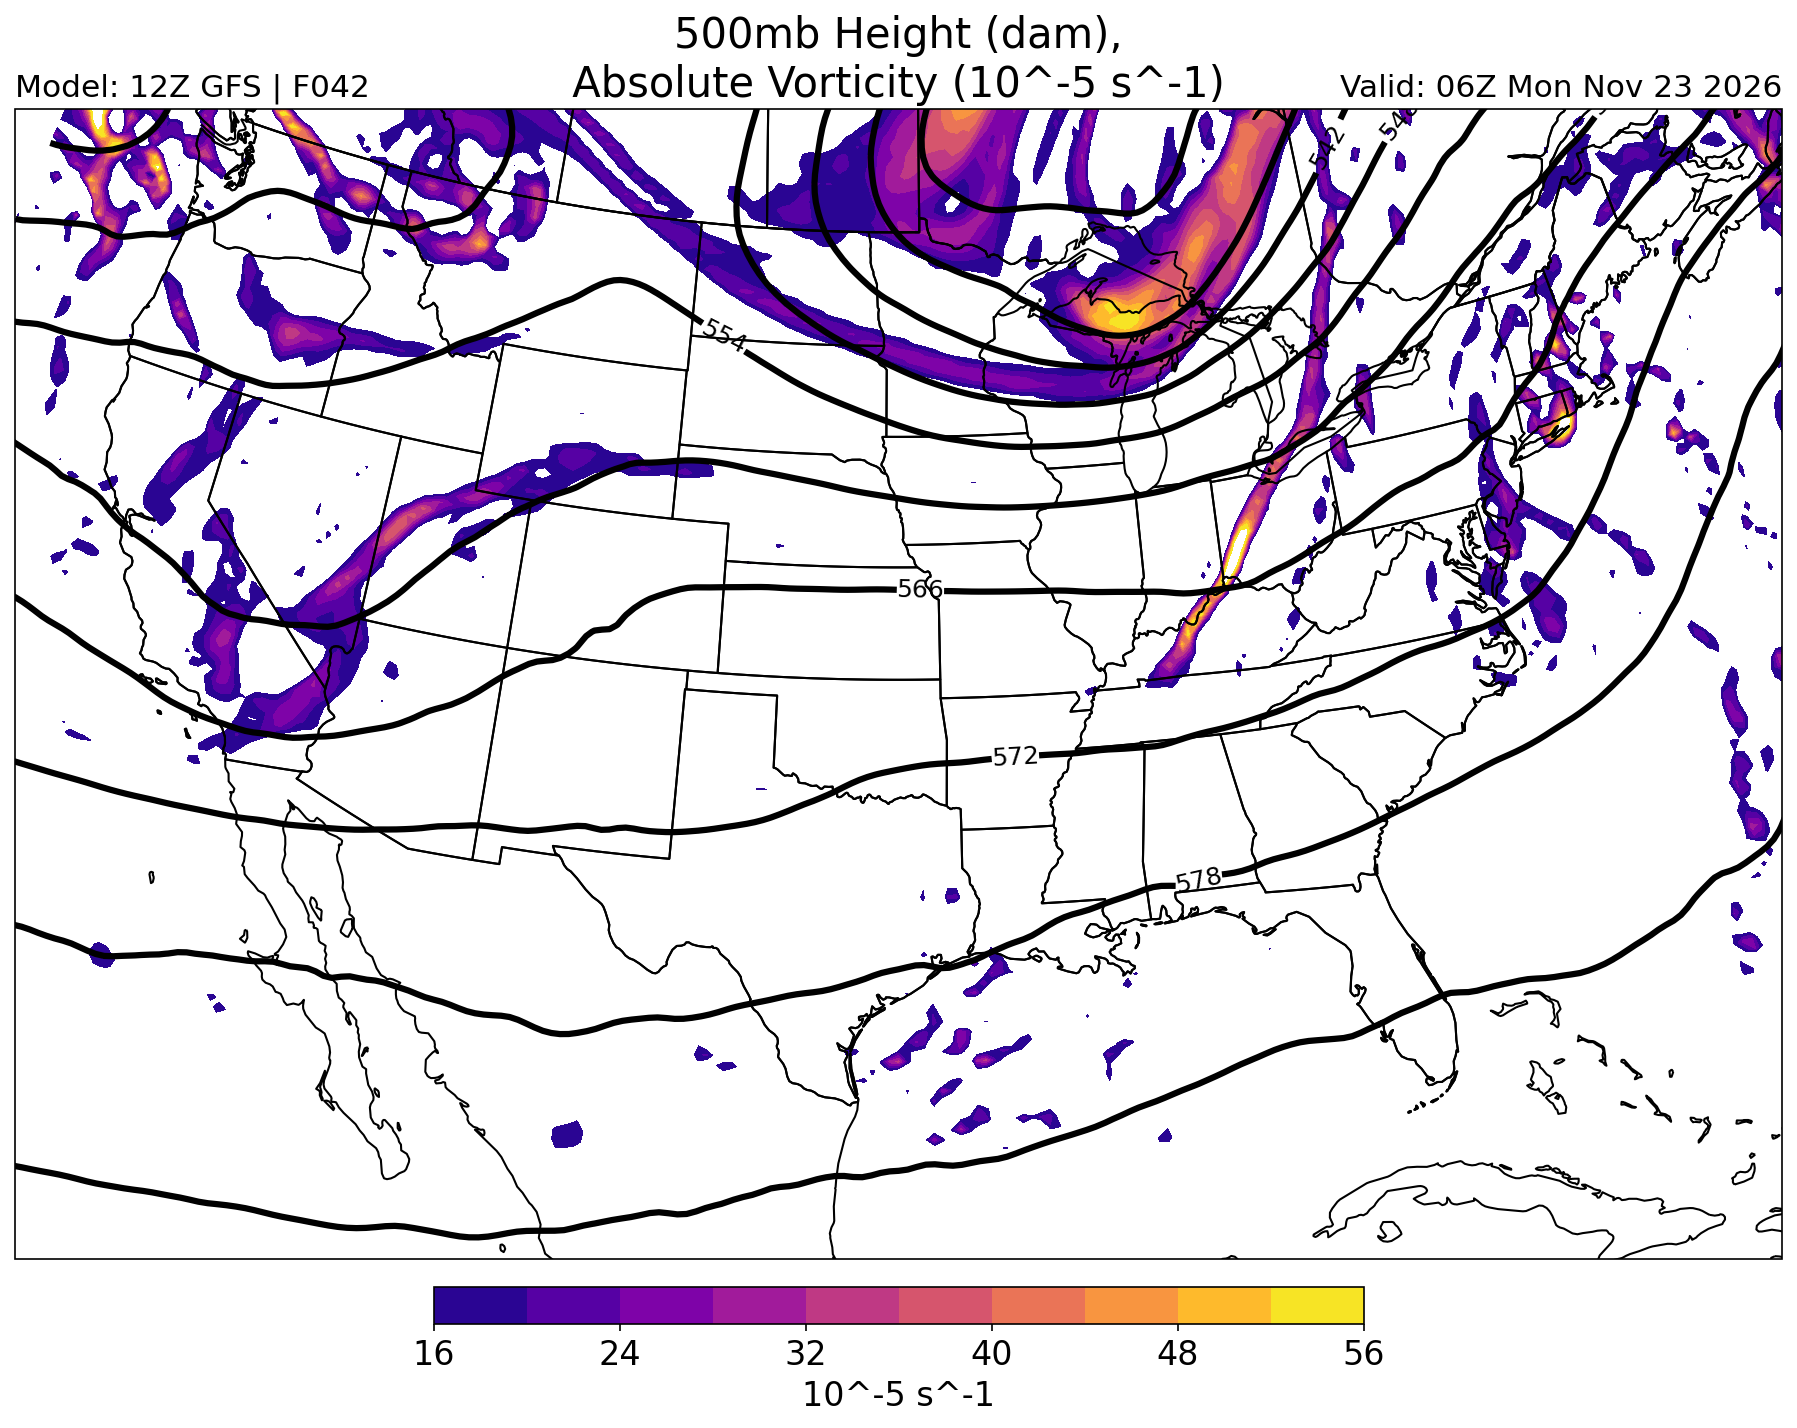 500mb Height (dam),
Model: 12Z GFS | F042
Absolute Vorticity (10^-5 s^-1)
Valid: 06Z Mon Nov 23 2026
542
554
566
572
578
16 24 32 40 48 56
10^-5 s^-1